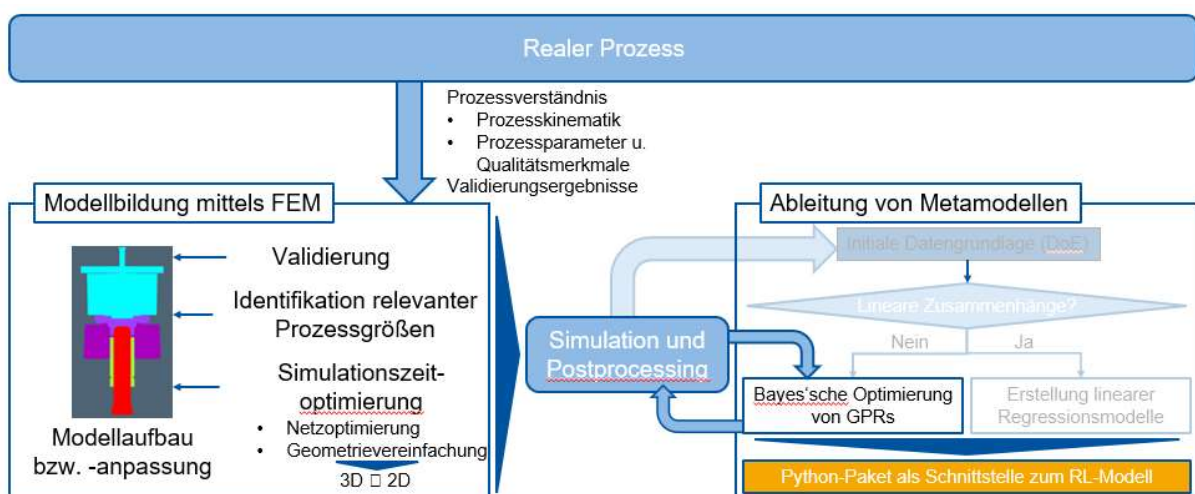 Realer Prozess
Prozessverständnis
• Prozesskinematik
• Prozessparameter u.
Qualitätsmerkmale
Validierungsergebnisse
Modellbildung mittels FEM
Validierung
Identifikation relevanter
Prozessgrößen
Simulationszeit-
optimierung
• Netzoptimierung
• Geometrievereinfachung
3D □ 2D
Modellaufbau
bzw. -anpassung
Simulation und
Postprocessing
Ableitung von Metamodellen
Initiale Datengrundlage (DoE)
Lineare Zusammenhänge?
Nein
Ja
Bayes‘sche Optimierung
von GPRs
Erstellung linearer
Regressionsmodelle
Python-Paket als Schnittstelle zum RL-Modell